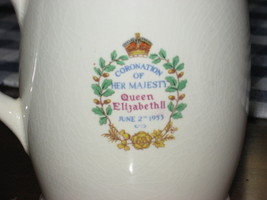 CORONATION
OF
HER MAJESTY
Queen
Elizabeth II
JUNE 2ND 1953